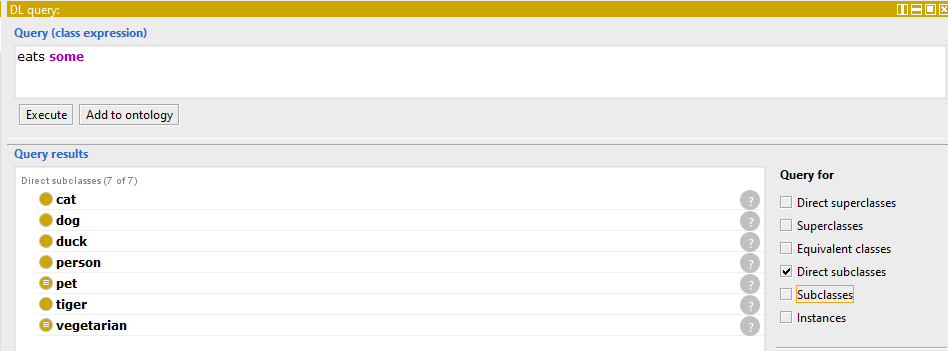 DL query:
Query (class expression)
eats some
Execute
Add to ontology
Query results
Direct subclasses (7 of 7)
cat
?
dog
?
duck
?
person
?
pet
?
tiger
?
vegetarian
?
Query for
Direct superclasses
Superclasses
Equivalent classes
Direct subclasses
Subclasses
Instances